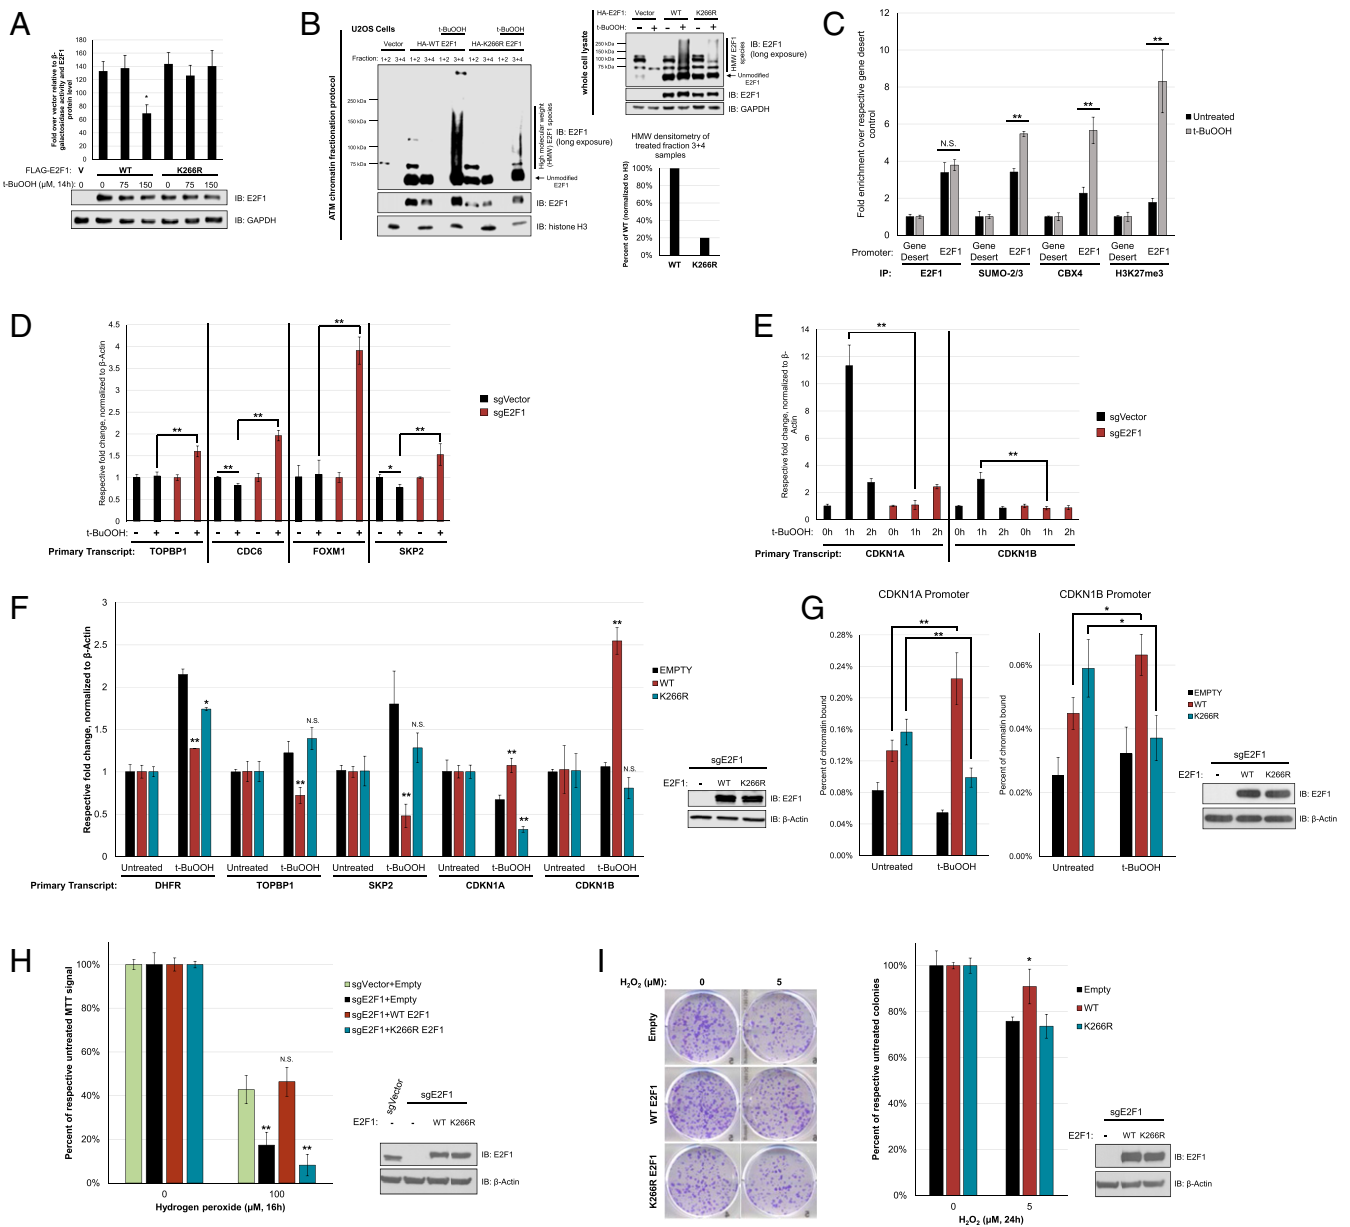 A
Fold over vector relative to β-
galactosidase activity and E2F1
protein level
180
160
140
120
100
80
60
40
20
0
*
FLAG-E2F1: V WT K266R
t-BuOOH (μM, 14h) 0 0 75 150 0 75 150
IB: E2F1
IB: GAPDH
B
ATM chromatin fractionation protocol
U2OS Cells
t-BuOOH t-BuOOH
Vector HA-WT E2F1 HA-K266R E2F1
Fraction: 1+2 3+4 1+2 3+4 1+2 3+4 1+2 3+4 1+2 3+4
250 kDa
150 kDa
100 kDa
75 kDa
High molecular weight
(HMW) E2F1 species
IB: E2F1
(long exposure)
Unmodified
E2F1
IB: E2F1
IB: histone H3
whole cell lysate
HA-E2F1: Vector WT K266R
t-BuOOH: - + - + - +
250 kDa
150 kDa
100 kDa
75 kDa
HMW E2F1
species
IB: E2F1
(long exposure)
Unmodified
E2F1
IB: E2F1
IB: GAPDH
HMW densitometry of
treated fraction 3+4
samples
Percent of WT (normalized to H3)
100%
80%
60%
40%
20%
0%
WT K266R
C
Fold enrichment over respective gene desert
control
12
10
8
6
4
2
0
N.S. ** ** **
Untreated
t-BuOOH
Promoter: Gene Desert E2F1 Gene Desert E2F1 Gene Desert E2F1 Gene Desert E2F1
IP: E2F1 SUMO-2/3 CBX4 H3K27me3
D
Respective fold change, normalized to β-Actin
4.5
4
3.5
3
2.5
2
1.5
1
0.5
0
** ** ** ** * **
sgVector
sgE2F1
t-BuOOH: - + - + - + - + - + - + - + - +
Primary Transcript: TOPBP1 CDC6 FOXM1 SKP2
E
Respective fold change, normalized to β-
Actin
14
12
10
8
6
4
2
0
** **
sgVector
sgE2F1
t-BuOOH: 0h 1h 2h 0h 1h 2h 0h 1h 2h 0h 1h 2h
Primary Transcript: CDKN1A CDKN1B
F
Respective fold change, normalized to β-Actin
3
2.5
2
1.5
1
0.5
0
** * ** N.S. ** N.S. ** ** ** N.S.
EMPTY
WT
K266R
Untreated t-BuOOH Untreated t-BuOOH Untreated t-BuOOH Untreated t-BuOOH Untreated t-BuOOH
Primary Transcript: DHFR TOPBP1 SKP2 CDKN1A CDKN1B
sgE2F1
E2F1: - WT K266R
IB: E2F1
IB: β-Actin
G
CDKN1A Promoter
Percent of chromatin bound
0.28%
0.24%
0.20%
0.16%
0.12%
0.08%
0.04%
0.00%
**
**
Untreated t-BuOOH
CDKN1B Promoter
Percent of chromatin bound
0.06%
0.04%
0.02%
0.00%
*
*
Untreated t-BuOOH
EMPTY
WT
K266R
sgE2F1
E2F1: - WT K266R
IB: E2F1
IB: β-Actin
H
Percent of respective untreated MTT signal
100%
80%
60%
40%
20%
0%
** N.S. **
0 100
Hydrogen peroxide (μM, 16h)
sgVector+Empty
sgE2F1+Empty
sgE2F1+WT E2F1
sgE2F1+K266R E2F1
sgVector sgE2F1
E2F1: - - WT K266R
IB: E2F1
IB: β-Actin
I
H₂O₂ (μM): 0 5
Empty
WT E2F1
K266R E2F1
Percent of respective untreated colonies
100%
80%
60%
40%
20%
0%
*
0 5
H₂O₂ (μM, 24h)
Empty
WT
K266R
sgE2F1
E2F1: - WT K266R
IB: E2F1
IB: β-Actin